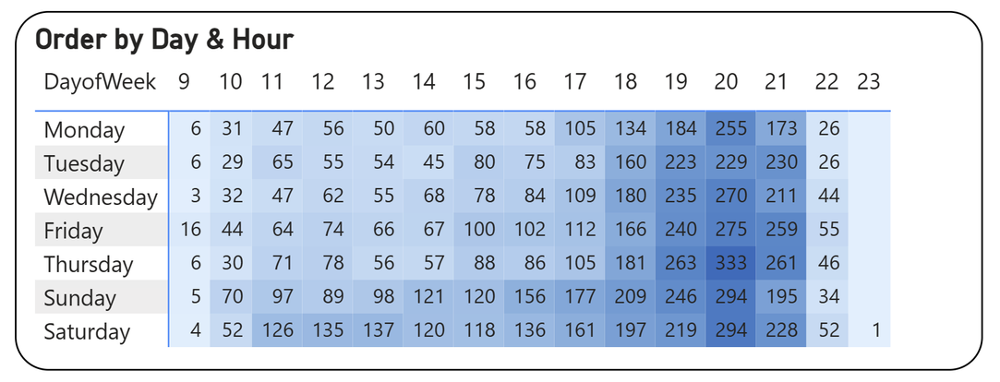 Order by Day & Hour
DayofWeek 9 10 11 12 13 14 15 16 17 18 19 20 21 22 23
Monday 6 31 47 56 50 60 58 58 105 134 184 255 173 26
Tuesday 6 29 65 55 54 45 80 75 83 160 223 229 230 26
Wednesday 3 32 47 62 55 68 78 84 109 180 235 270 211 44
Friday 16 44 64 74 66 67 100 102 112 166 240 275 259 55
Thursday 6 30 71 78 56 57 88 86 105 181 263 333 261 46
Sunday 5 70 97 89 98 121 120 156 177 209 246 294 195 34
Saturday 4 52 126 135 137 120 118 136 161 197 219 294 228 52 1